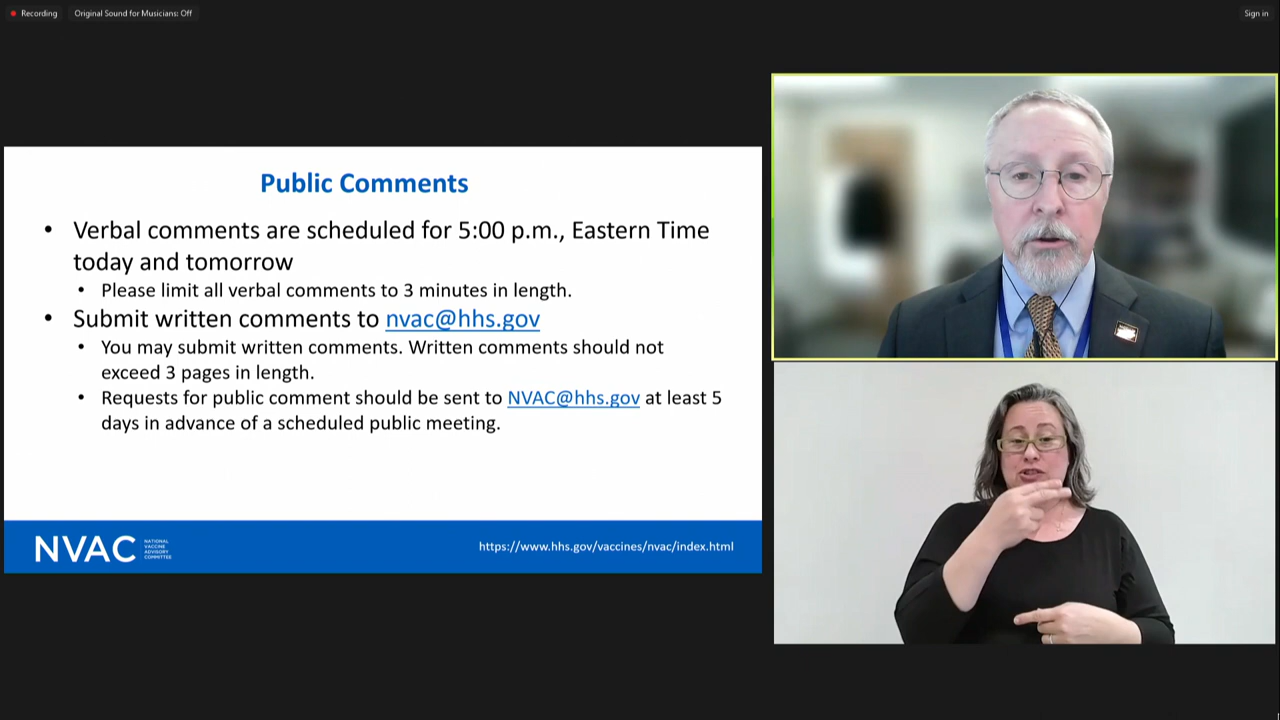 Recording
Original Sound for Musicians: Off
Sign in
Public Comments
• Verbal comments are scheduled for 5:00 p.m., Eastern Time
today and tomorrow
• Please limit all verbal comments to 3 minutes in length.
• Submit written comments to nvac@hhs.gov
• You may submit written comments. Written comments should not
exceed 3 pages in length.
• Requests for public comment should be sent to NVAC@hhs.gov at least 5
days in advance of a scheduled public meeting.
NVAC
NATIONAL
VACCINE
ADVISORY
COMMITTEE
https://www.hhs.gov/vaccines/nvac/index.html